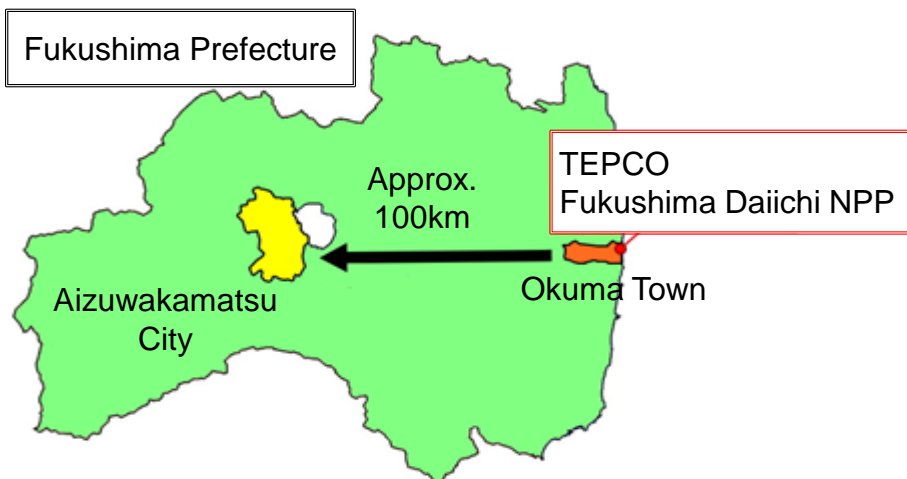 Fukushima Prefecture
TEPCO
Fukushima Daiichi NPP
Approx.
100km
Okuma Town
Aizuwakamatsu
City